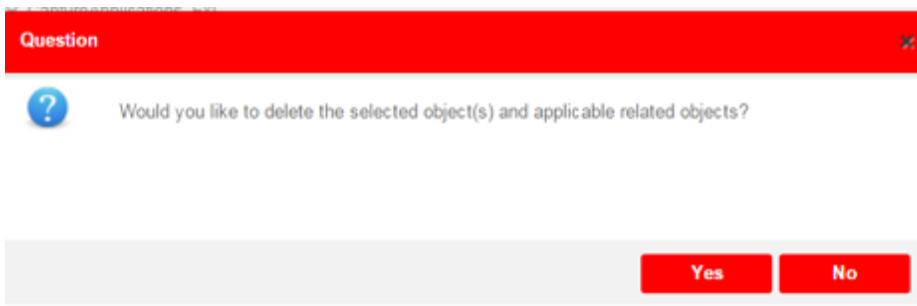 Question
Would you like to delete the selected object(s) and applicable related objects?
Yes No